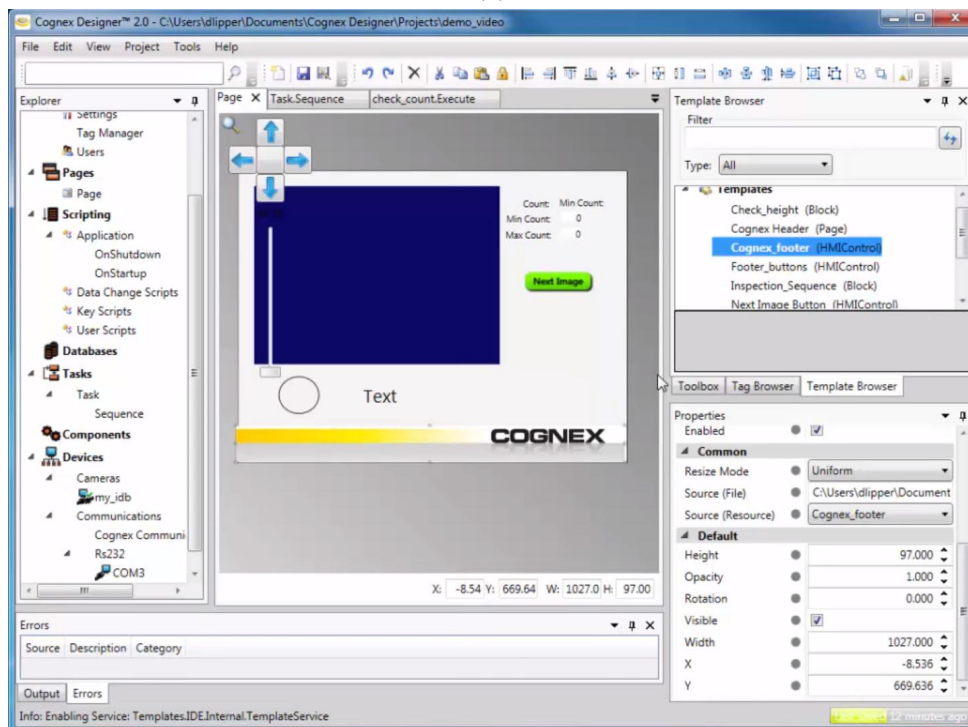 Cognex Designer™ 2.0 - C:\Users\dlipper\Documents\Cognex Designer\Projects\demo_video
File Edit View Project Tools Help
Explorer
Settings
Tag Manager
Users
Pages
Page
Scripting
Application
OnShutdown
OnStartup
Data Change Scripts
Key Scripts
User Scripts
Databases
Tasks
Task
Sequence
Components
Devices
Cameras
my_idb
Communications
Cognex Communi
Rs232
COM3
Page Task.Sequence check_count.Execute
Count: Min Count:
Min Count: 0
Max Count: 0
Next Image
Text
COGNEX
X: -8.54 Y: 669.64 W: 1027.0 H: 97.00
Template Browser
Filter
Type: All
Templates
Check_height (Block)
Cognex Header (Page)
Cognex_footer (HMIControl)
Footer_buttons (HMIControl)
Inspection_Sequence (Block)
Next Image Button (HMIControl)
Toolbox Tag Browser Template Browser
Properties
Enabled
Common
Resize Mode Uniform
Source (File) C:\Users\dlipper\Document
Source (Resource) Cognex_footer
Default
Height 97.000
Opacity 1.000
Rotation 0.000
Visible
Width 1027.000
X -8.536
Y 669.636
Errors
Source Description Category
Output Errors
Info: Enabling Service: Templates.IDE.Internal.TemplateService
12 minutes ago